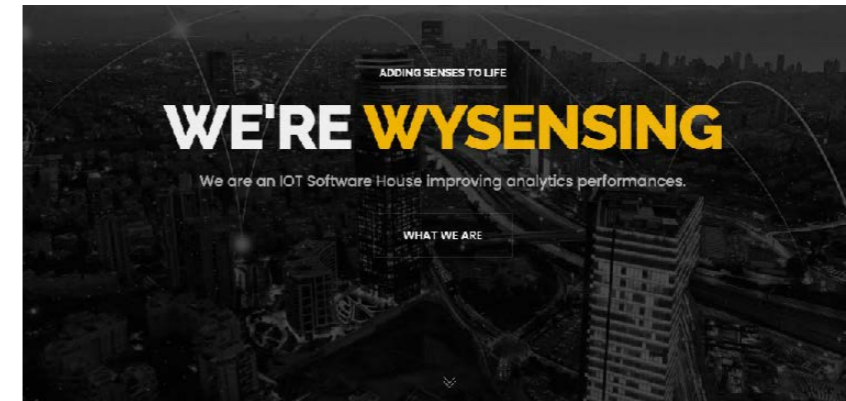 ADDING SENSES TO LIFE
WE'RE WYSENSING
We are an IOT Software House improving analytics performances.
WHAT WE ARE